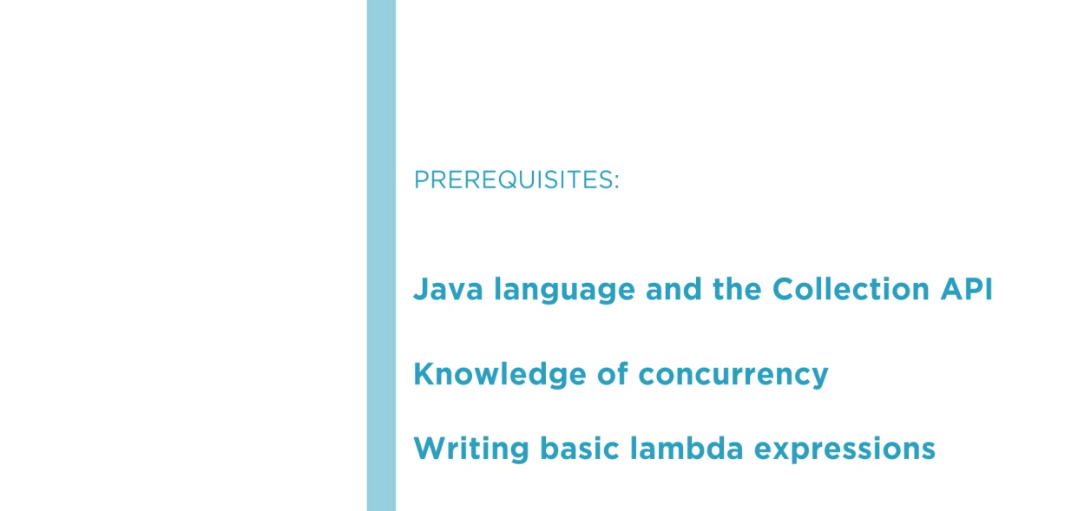 PREREQUISITES:
Java language and the Collection API
Knowledge of concurrency
Writing basic lambda expressions